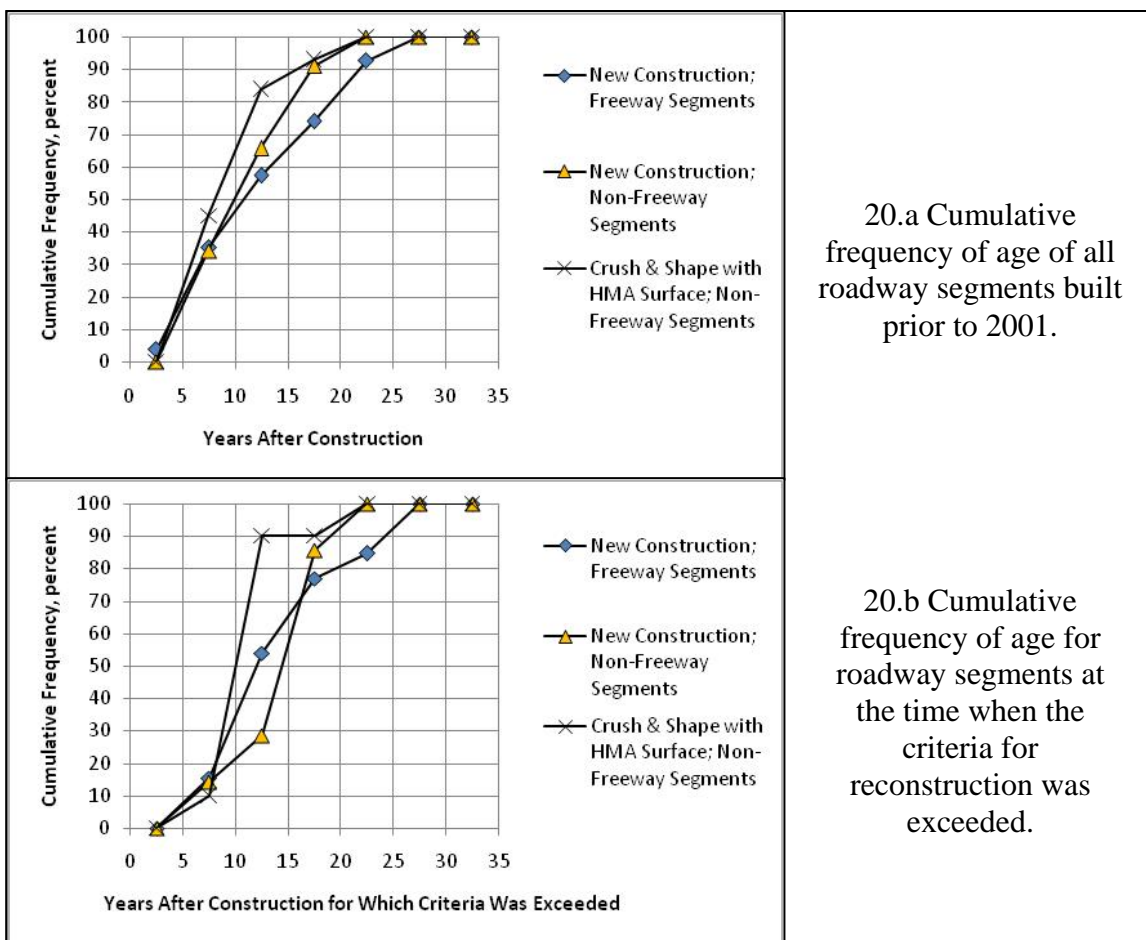 100
90
80
70
60
50
40
30
20
10
0
Cumulative Frequency, percent
0 5 10 15 20 25 30 35
Years After Construction
New Construction;
Freeway Segments
New Construction;
Non-Freeway
Segments
Crush & Shape with
HMA Surface; Non-
Freeway Segments
20.a Cumulative
frequency of age of all
roadway segments built
prior to 2001.
100
90
80
70
60
50
40
30
20
10
0
Cumulative Frequency, percent
0 5 10 15 20 25 30 35
Years After Construction for Which Criteria Was Exceeded
New Construction;
Freeway Segments
New Construction;
Non-Freeway
Segments
Crush & Shape with
HMA Surface; Non-
Freeway Segments
20.b Cumulative
frequency of age for
roadway segments at
the time when the
criteria for
reconstruction was
exceeded.